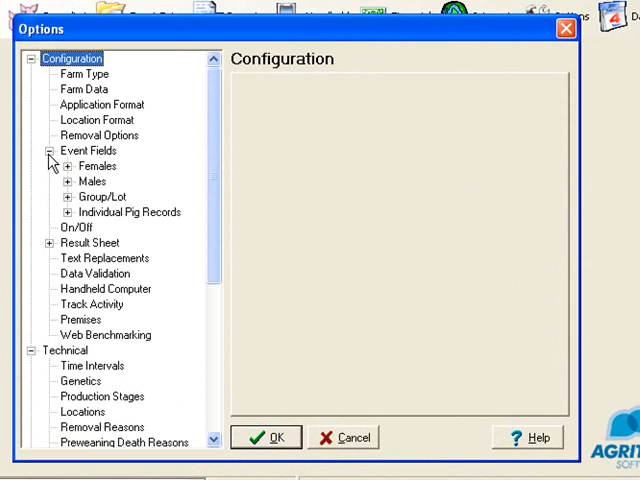 Options
Configuration
Farm Type
Farm Data
Application Format
Location Format
Removal Options
Event Fields
Females
Males
Group/Lot
Individual Pig Records
On/Off
Result Sheet
Text Replacements
Data Validation
Handheld Computer
Track Activity
Premises
Web Benchmarking
Technical
Time Intervals
Genetics
Production Stages
Locations
Removal Reasons
Preweaning Death Reasons
Configuration
OK
Cancel
? Help
4
AGRIT